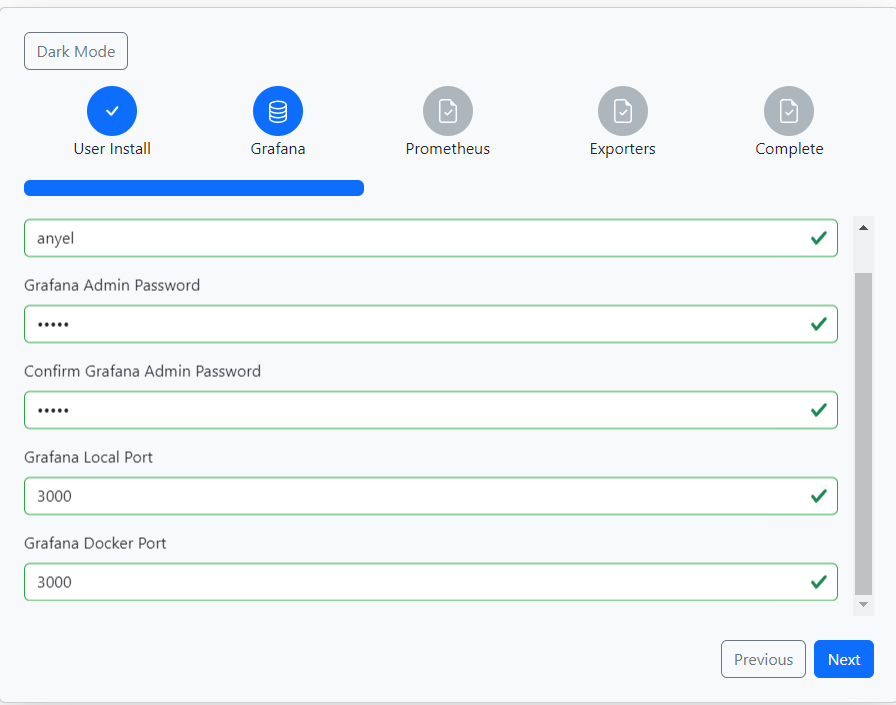 Dark Mode
User Install Grafana Prometheus Exporters Complete
anyel
Grafana Admin Password
•••••
Confirm Grafana Admin Password
•••••
Grafana Local Port
3000
Grafana Docker Port
3000
Previous Next